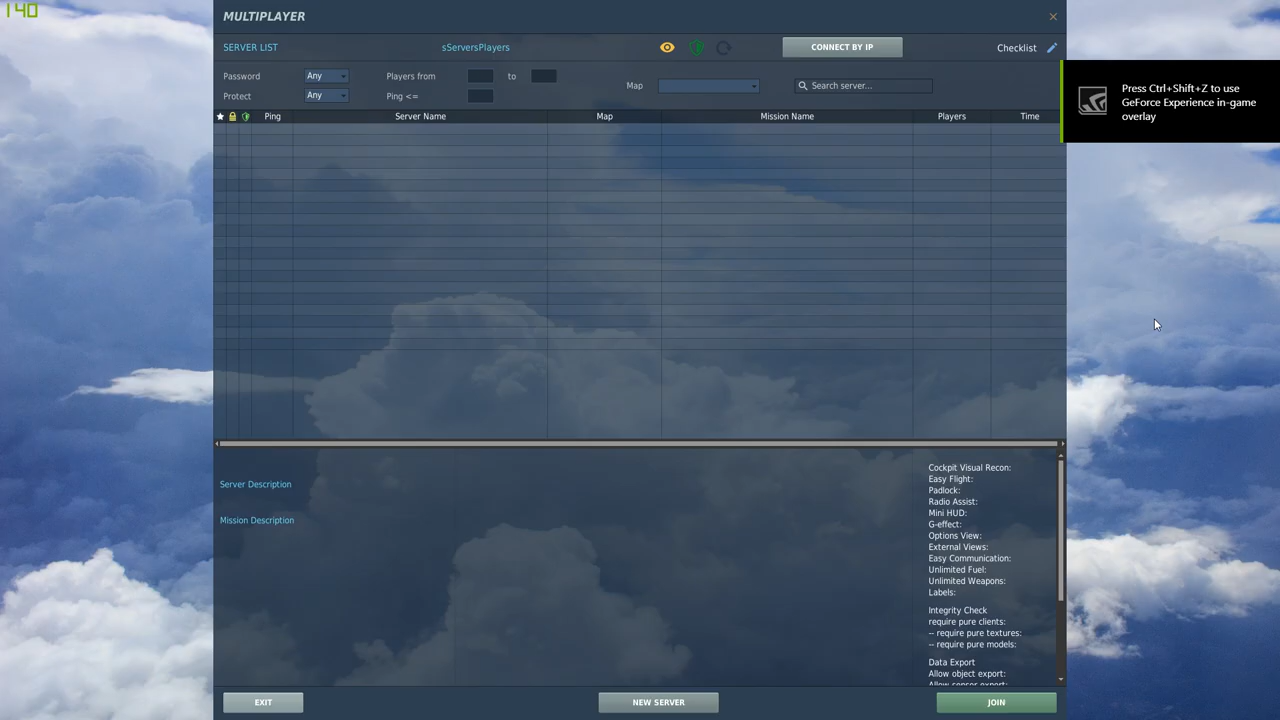 140
MULTIPLAYER
SERVER LIST
sServersPlayers
CONNECT BY IP
Checklist
Password
Any
Players from
to
Protect
Any
Ping <=
Map
Search server...
Press Ctrl+Shift+Z to use
GeForce Experience in-game
overlay
Ping
Server Name
Map
Mission Name
Players
Time
Server Description
Mission Description
Cockpit Visual Recon:
Easy Flight:
Padlock:
Radio Assist:
Mini HUD:
G-effect:
Options View:
External Views:
Easy Communication:
Unlimited Fuel:
Unlimited Weapons:
Labels:
Integrity Check
require pure clients:
-- require pure textures:
-- require pure models:
Data Export
Allow object export:
Allow sensor export:
EXIT
NEW SERVER
JOIN